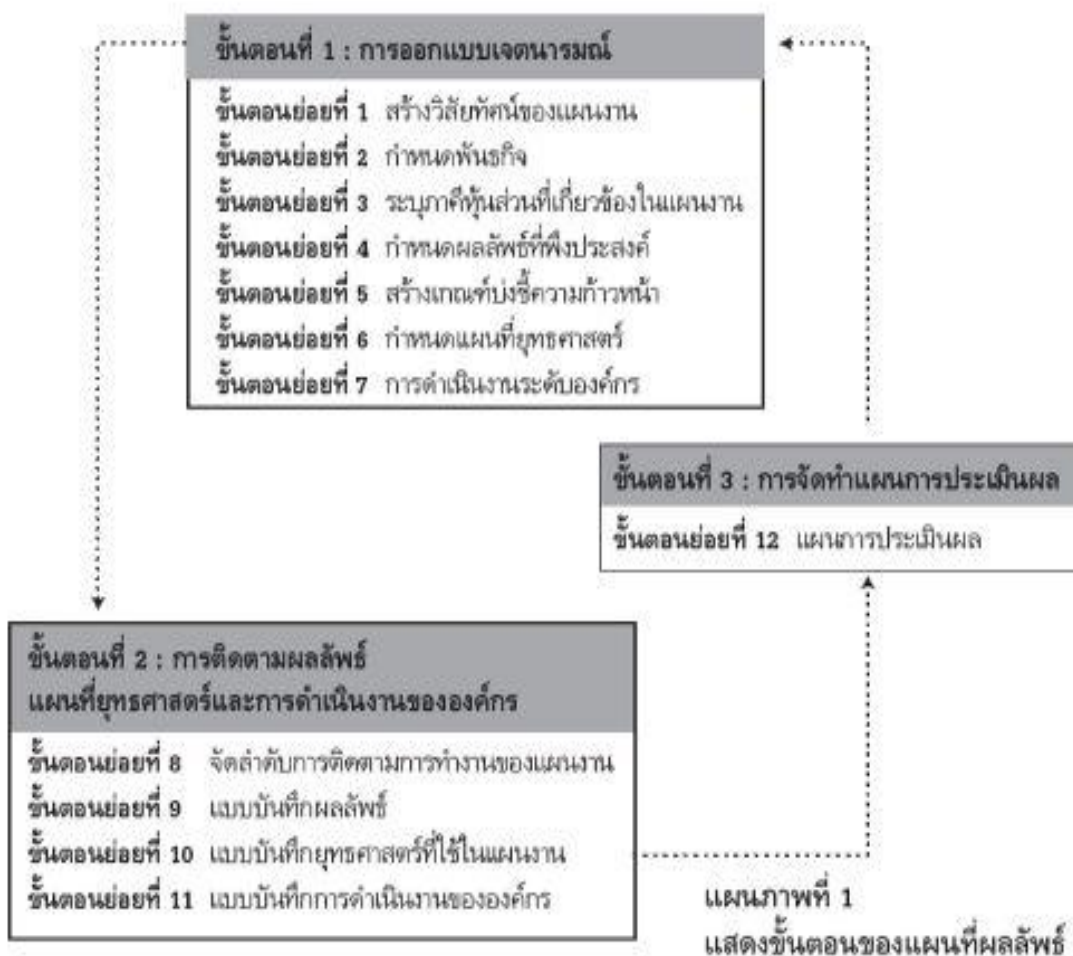 ขั้นตอนที่ 1 : การออกแบบเจตนารมณ์
ขั้นตอนย่อยที่ 1 สร้างวิสัยทัศน์ของแผนงาน
ขั้นตอนย่อยที่ 2 กำหนดพันธกิจ
ขั้นตอนย่อยที่ 3 ระบุภาคีหุ้นส่วนที่เกี่ยวข้องในแผนงาน
ขั้นตอนย่อยที่ 4 กำหนดผลลัพธ์ที่พึงประสงค์
ขั้นตอนย่อยที่ 5 สร้างเกณฑ์บ่งชี้ความก้าวหน้า
ขั้นตอนย่อยที่ 6 กำหนดแผนที่ยุทธศาสตร์
ขั้นตอนย่อยที่ 7 การดำเนินงานระดับองค์กร
ขั้นตอนที่ 3 : การจัดทำแผนการประเมินผล
ขั้นตอนย่อยที่ 12 แผนการประเมินผล
ขั้นตอนที่ 2 : การติดตามผลลัพธ์
แผนที่ยุทธศาสตร์และการดำเนินงานขององค์กร
ขั้นตอนย่อยที่ 8 จัดลำดับการติดตามการทำงานของแผนงาน
ขั้นตอนย่อยที่ 9 แบบบันทึกผลลัพธ์
ขั้นตอนย่อยที่ 10 แบบบันทึกยุทธศาสตร์ที่ใช้ในแผนงาน
ขั้นตอนย่อยที่ 11 แบบบันทึกการดำเนินงานขององค์กร
แผนภาพที่ 1
แสดงขั้นตอนของแผนที่ผลลัพธ์